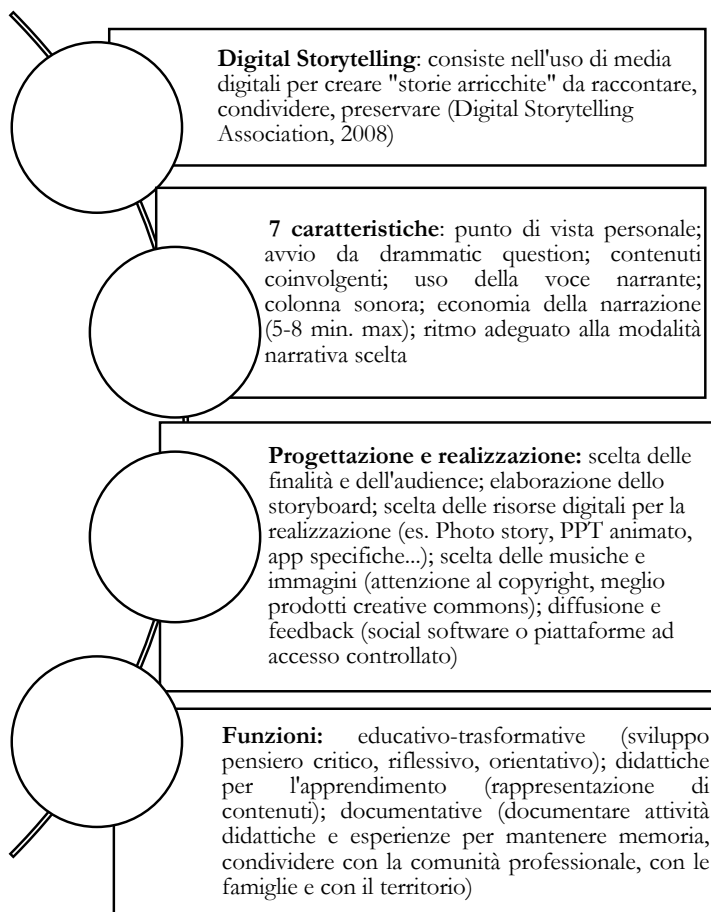 Digital Storytelling: consiste nell'uso di media
digitali per creare "storie arricchite" da raccontare,
condividere, preservare (Digital Storytelling
Association, 2008)
7 caratteristiche: punto di vista personale;
avvio da drammatic question; contenuti
coinvolgenti; uso della voce narrante;
colonna sonora; economia della narrazione
(5-8 min. max); ritmo adeguato alla modalità
narrativa scelta
Progettazione e realizzazione: scelta delle
finalità e dell'audience; elaborazione dello
storyboard; scelta delle risorse digitali per la
realizzazione (es. Photo story, PPT animato,
app specifiche...); scelta delle musiche e
immagini (attenzione al copyright, meglio
prodotti creative commons); diffusione e
feedback (social software o piattaforme ad
accesso controllato)
Funzioni: educativo-trasformative (sviluppo
pensiero critico, riflessivo, orientativo); didattiche
per l'apprendimento (rappresentazione di
contenuti); documentative (documentare attività
didattiche e esperienze per mantenere memoria,
condividere con la comunità professionale, con le
famiglie e con il territorio)